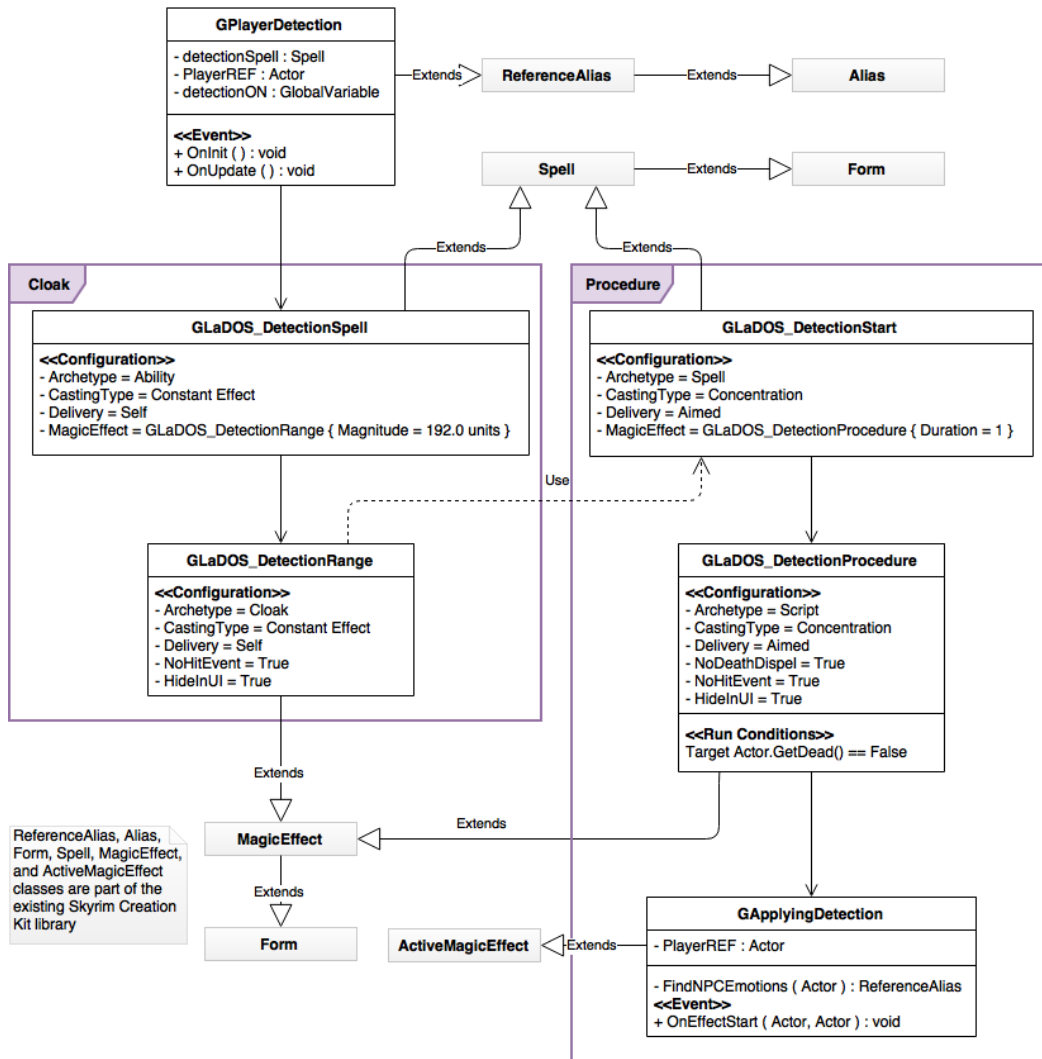 GPlayerDetection
- detectionSpell : Spell
- PlayerREF : Actor
- detectionON : GlobalVariable
<<Event>>
+ OnInit ( ) : void
+ OnUpdate ( ) : void
Extends
ReferenceAlias
Extends
Alias
Spell
Extends
Form
Extends
Extends
Cloak
GLaDOS_DetectionSpell
<<Configuration>>
- Archetype = Ability
- CastingType = Constant Effect
- Delivery = Self
- MagicEffect = GLaDOS_DetectionRange { Magnitude = 192.0 units }
Procedure
GLaDOS_DetectionStart
<<Configuration>>
- Archetype = Spell
- CastingType = Concentration
- Delivery = Aimed
- MagicEffect = GLaDOS_DetectionProcedure { Duration = 1 }
Use
GLaDOS_DetectionRange
<<Configuration>>
- Archetype = Cloak
- CastingType = Constant Effect
- Delivery = Self
- NoHitEvent = True
- HideInUI = True
GLaDOS_DetectionProcedure
<<Configuration>>
- Archetype = Script
- CastingType = Concentration
- Delivery = Aimed
- NoDeathDispel = True
- NoHitEvent = True
- HideInUI = True
<<Run Conditions>>
Target Actor.GetDead() == False
Extends
MagicEffect
Extends
Extends
Form
ReferenceAlias, Alias,
Form, Spell, MagicEffect,
and ActiveMagicEffect
classes are part of the
existing Skyrim Creation
Kit library
ActiveMagicEffect
Extends
GApplyingDetection
- PlayerREF : Actor
- FindNPCEmotions ( Actor ) : ReferenceAlias
<<Event>>
+ OnEffectStart ( Actor, Actor ) : void